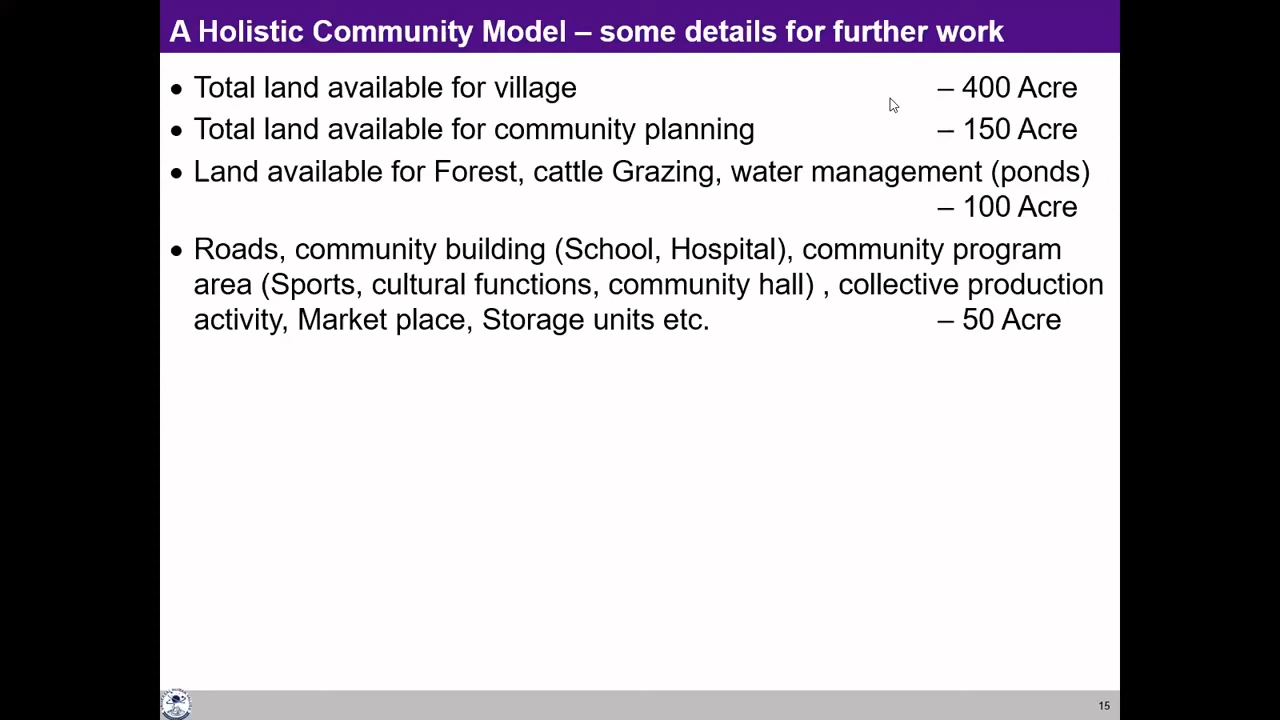 A Holistic Community Model – some details for further work
• Total land available for village – 400 Acre
• Total land available for community planning – 150 Acre
• Land available for Forest, cattle Grazing, water management (ponds)
– 100 Acre
• Roads, community building (School, Hospital), community program
area (Sports, cultural functions, community hall) , collective production
activity, Market place, Storage units etc. – 50 Acre
15